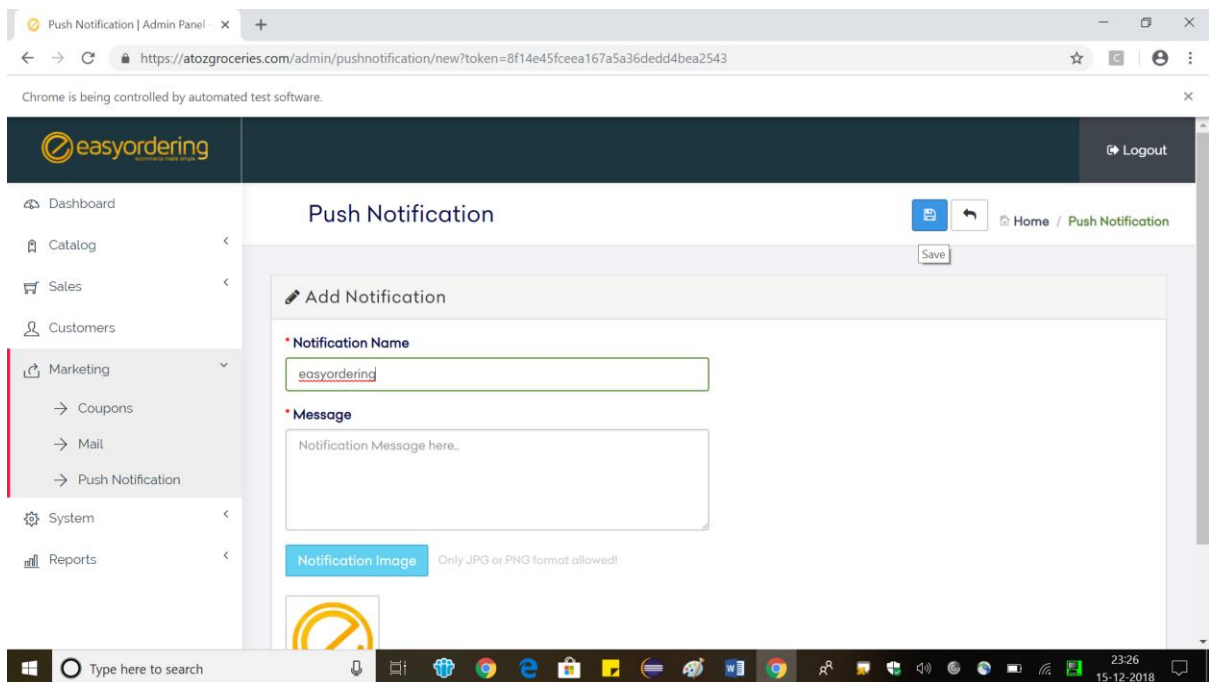 Push Notification | Admin Panel -
https://atozgroceries.com/admin/pushnotification/new?token=8f14e45fceea167a5a36dedd4bea2543
C
Chrome is being controlled by automated test software.
easyordering
ecommerce made simple
Logout
Dashboard
Catalog
Sales
Customers
Marketing
Coupons
Mail
Push Notification
System
Reports
Push Notification
Home / Push Notification
Save
Add Notification
* Notification Name
easyordering
* Message
Notification Message here..
Notification Image
Only JPG or PNG format allowed!
Type here to search
23:26
15-12-2018